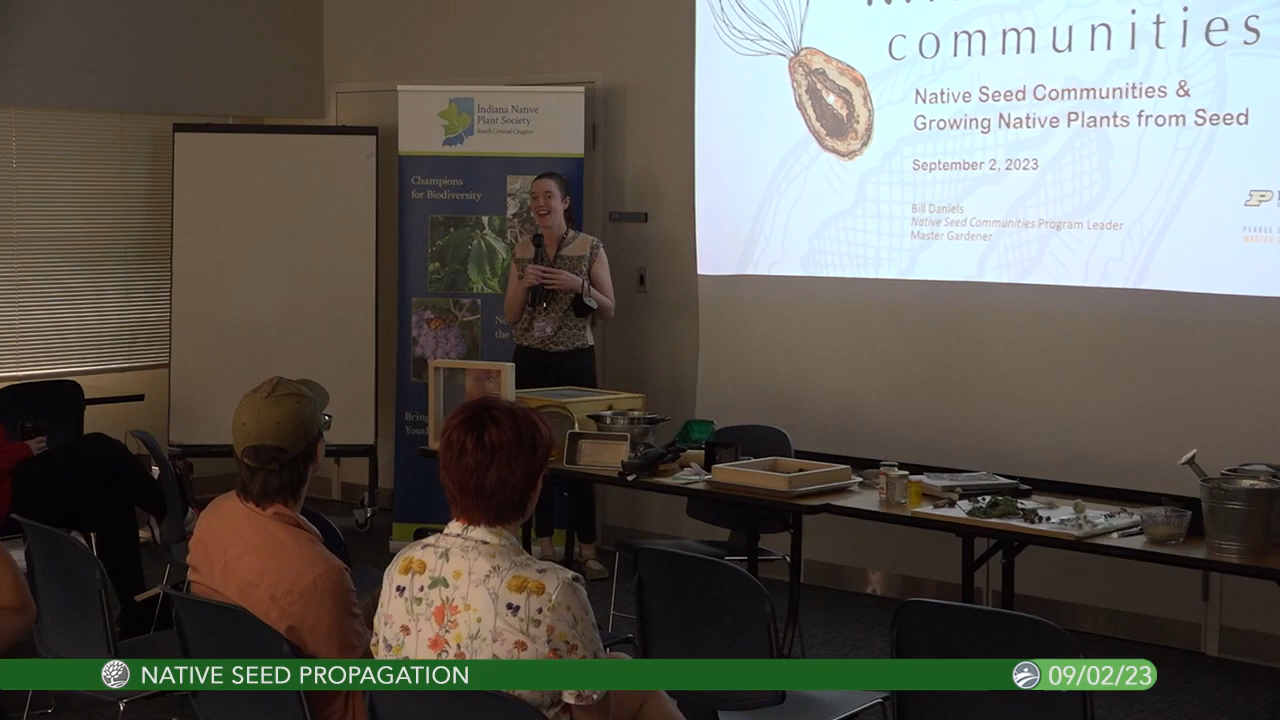 communities
Native Seed Communities &
Growing Native Plants from Seed
September 2, 2023
Bill Daniels
Native Seed Communities Program Leader
Master Gardener
Indiana Native
Plant Society
South Central Chapter
Champions
for Biodiversity
the
NATIVE SEED PROPAGATION
09/02/23